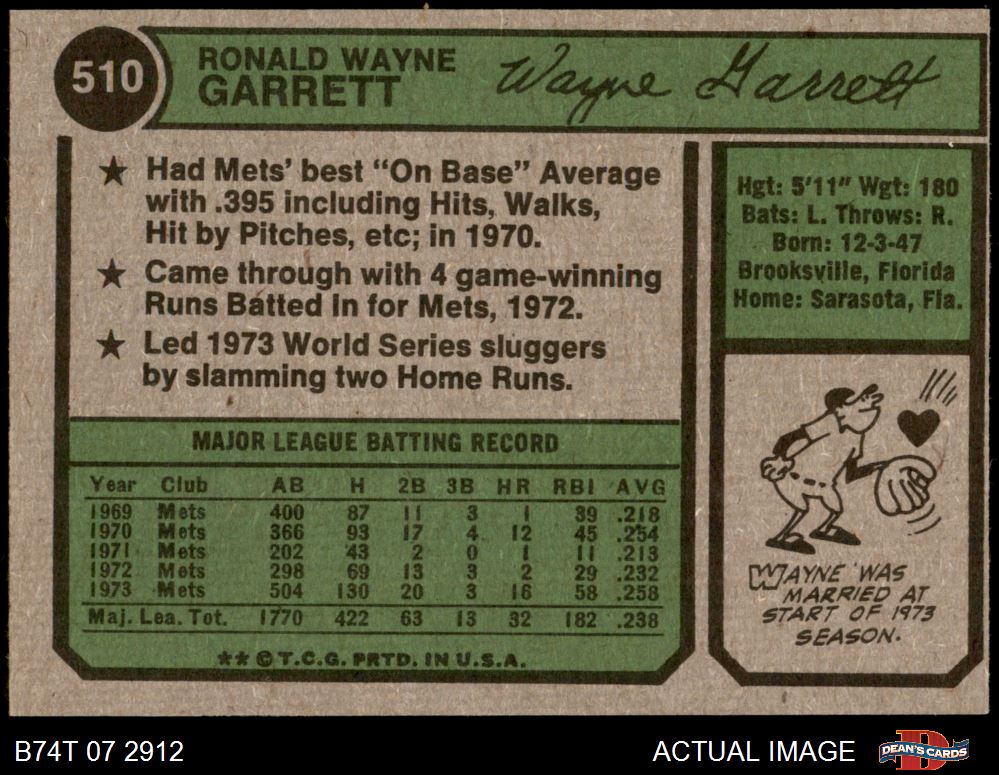 510
RONALD WAYNE
GARRETT
Wayne Garrett
★ Had Mets' best "On Base" Average
with .395 including Hits, Walks,
Hit by Pitches, etc; in 1970.
★ Came through with 4 game-winning
Runs Batted In for Mets, 1972.
★ Led 1973 World Series sluggers
by slamming two Home Runs.
Hgt: 5'11" Wgt: 180
Bats: L. Throws: R.
Born: 12-3-47
Brooksville, Florida
Home: Sarasota, Fla.
MAJOR LEAGUE BATTING RECORD
Year Club AB H 2B 3B HR RBI AVG
1969 Mets 400 87 11 3 1 39 .218
1970 Mets 366 93 17 4 12 45 .254
1971 Mets 202 43 2 0 1 11 .213
1972 Mets 298 69 13 3 2 29 .232
1973 Mets 504 130 20 3 16 58 .258
Maj. Lea. Tot. 1770 422 63 13 32 182 .238
** © T.C.G. PRTD. IN U.S.A.
WAYNE WAS
MARRIED AT
START OF 1973
SEASON.
B74T 07 2912
ACTUAL IMAGE
D
DEAN'S CARDS